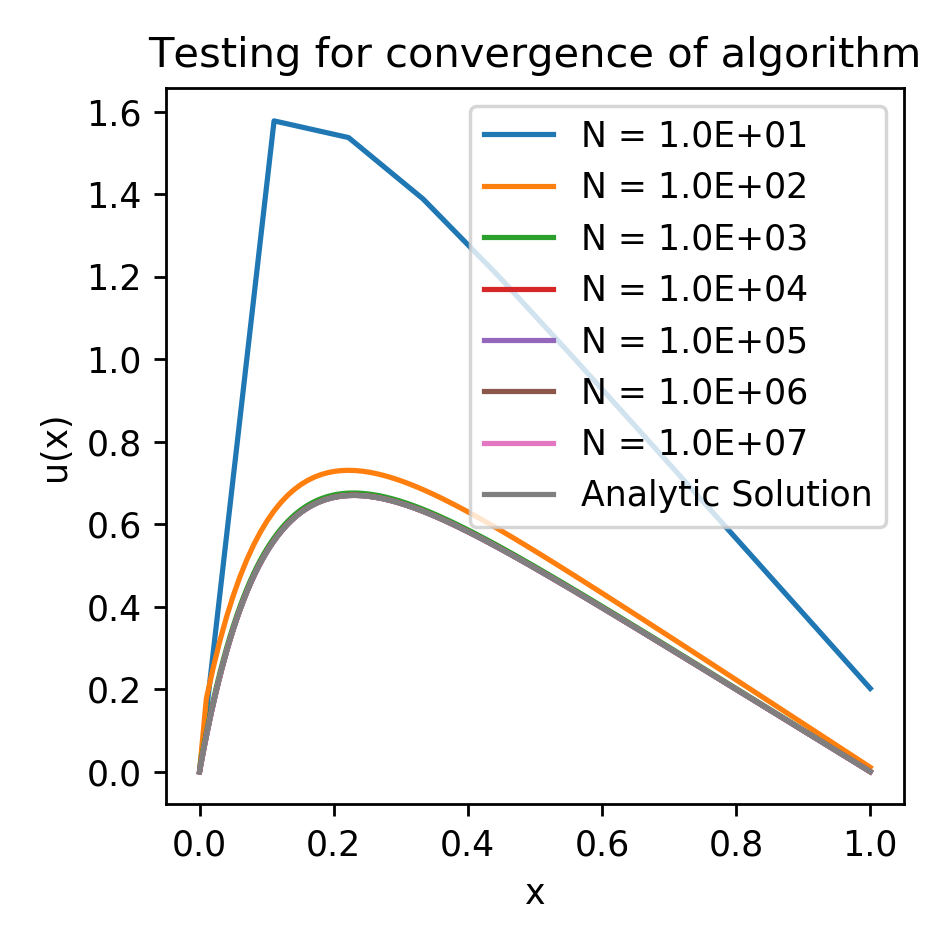 Testing for convergence of algorithm
1.6
1.4
1.2
1.0
0.8
0.6
0.4
0.2
0.0
u(x)
N = 1.0E+01
N = 1.0E+02
N = 1.0E+03
N = 1.0E+04
N = 1.0E+05
N = 1.0E+06
N = 1.0E+07
Analytic Solution
0.0 0.2 0.4 0.6 0.8 1.0
x